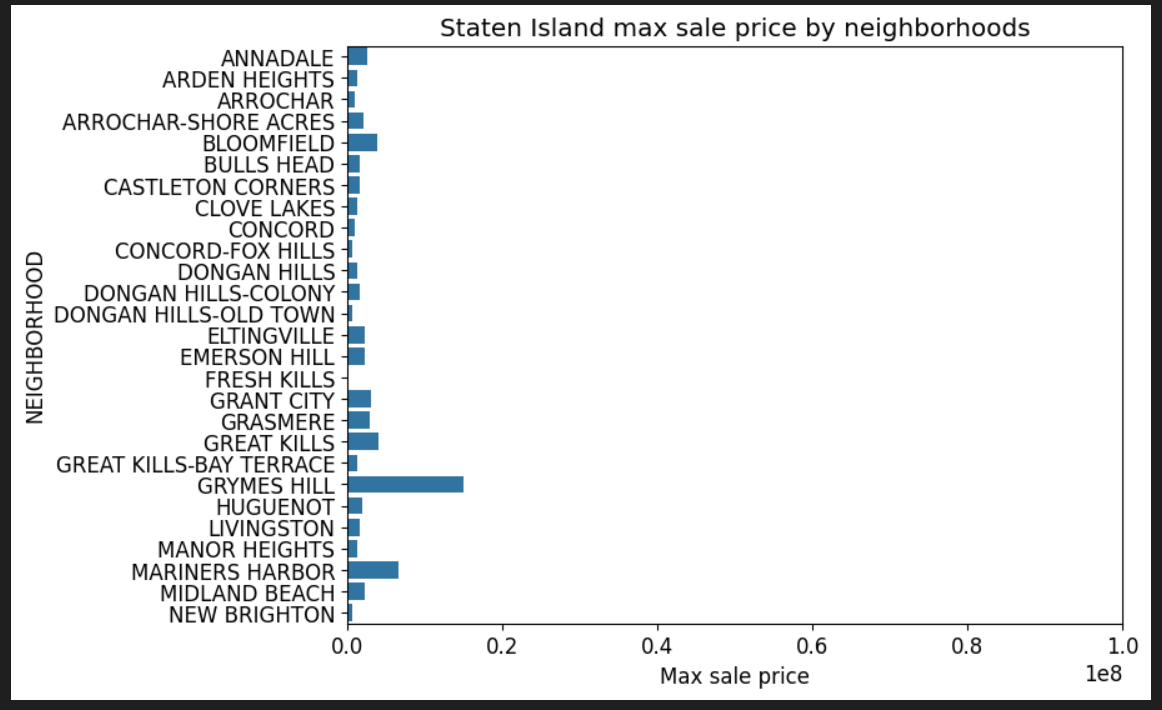 Staten Island max sale price by neighborhoods
ANNADALE
ARDEN HEIGHTS
ARROCHAR
ARROCHAR-SHORE ACRES
BLOOMFIELD
BULLS HEAD
CASTLETON CORNERS
CLOVE LAKES
CONCORD
CONCORD-FOX HILLS
DONGAN HILLS
DONGAN HILLS-COLONY
DONGAN HILLS-OLD TOWN
ELTINGVILLE
EMERSON HILL
FRESH KILLS
GRANT CITY
GRASMERE
GREAT KILLS
GREAT KILLS-BAY TERRACE
GRYMES HILL
HUGUENOT
LIVINGSTON
MANOR HEIGHTS
MARINERS HARBOR
MIDLAND BEACH
NEW BRIGHTON
NEIGHBORHOOD
0.0 0.2 0.4 0.6 0.8 1.0
Max sale price
1e8